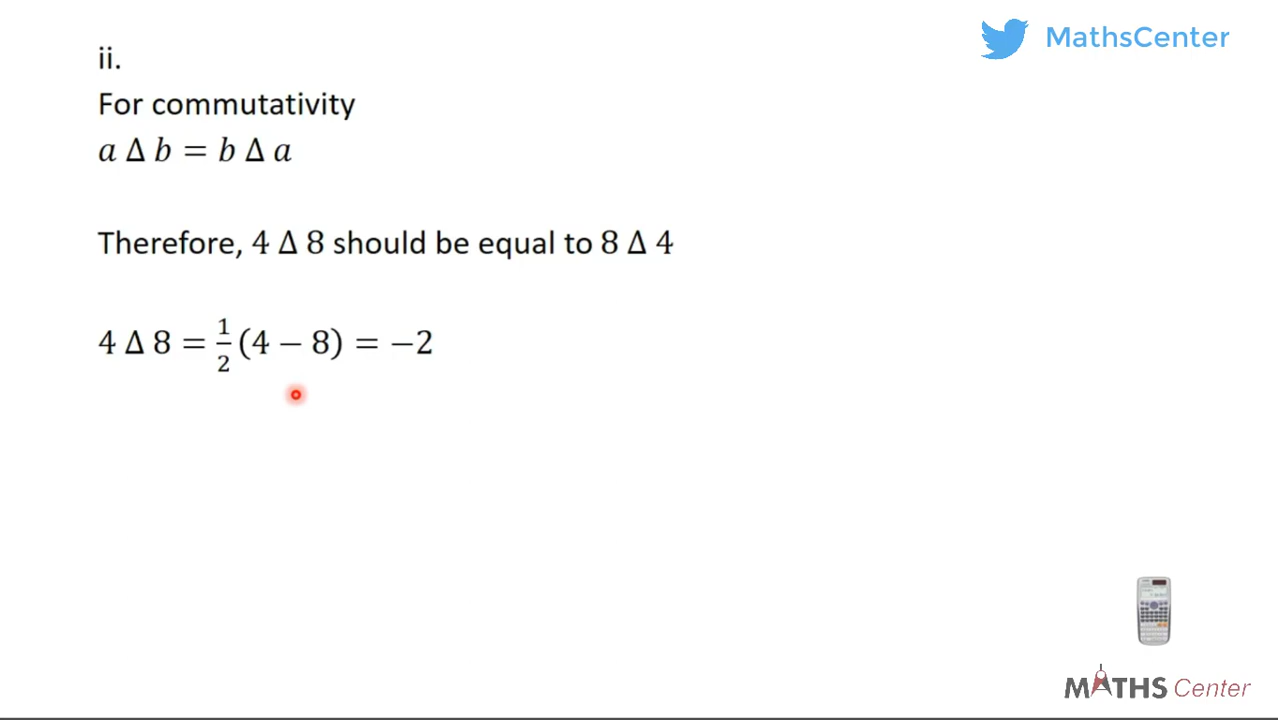 MathsCenter
ii.
For commutativity
a Δ b = b Δ a
Therefore, 4 Δ 8 should be equal to 8 Δ 4
4 Δ 8 = 1/2 (4 − 8) = −2
MATHS Center